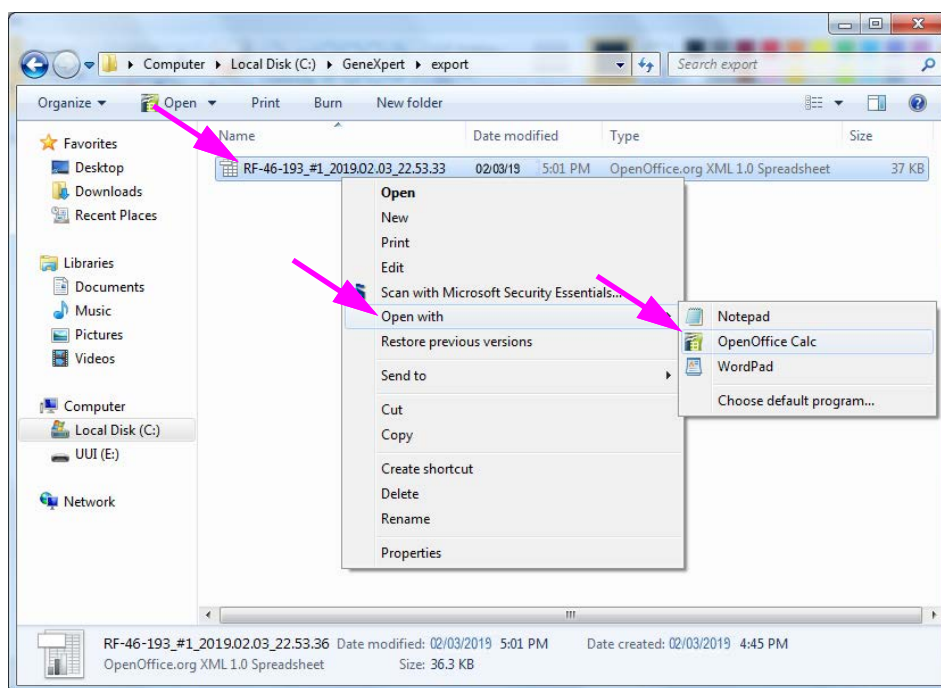 Computer ▸ Local Disk (C:) ▸ GeneXpert ▸ export
Search export
Organize Open Print Burn New folder
Name Date modified Type Size
RF-46-193_#1_2019.02.03_22.53.33 02/03/19 5:01 PM OpenOffice.org XML 1.0 Spreadsheet 37 KB
Favorites
Desktop
Downloads
Recent Places
Libraries
Documents
Music
Pictures
Videos
Computer
Local Disk (C:)
UUI (E:)
Network
Open
New
Print
Edit
Scan with Microsoft Security Essentials...
Open with
Restore previous versions
Send to
Cut
Copy
Create shortcut
Delete
Rename
Properties
Notepad
OpenOffice Calc
WordPad
Choose default program...
RF-46-193_#1_2019.02.03_22.53.36 Date modified: 02/03/2019 5:01 PM Date created: 02/03/2019 4:45 PM
OpenOffice.org XML 1.0 Spreadsheet Size: 36.3 KB